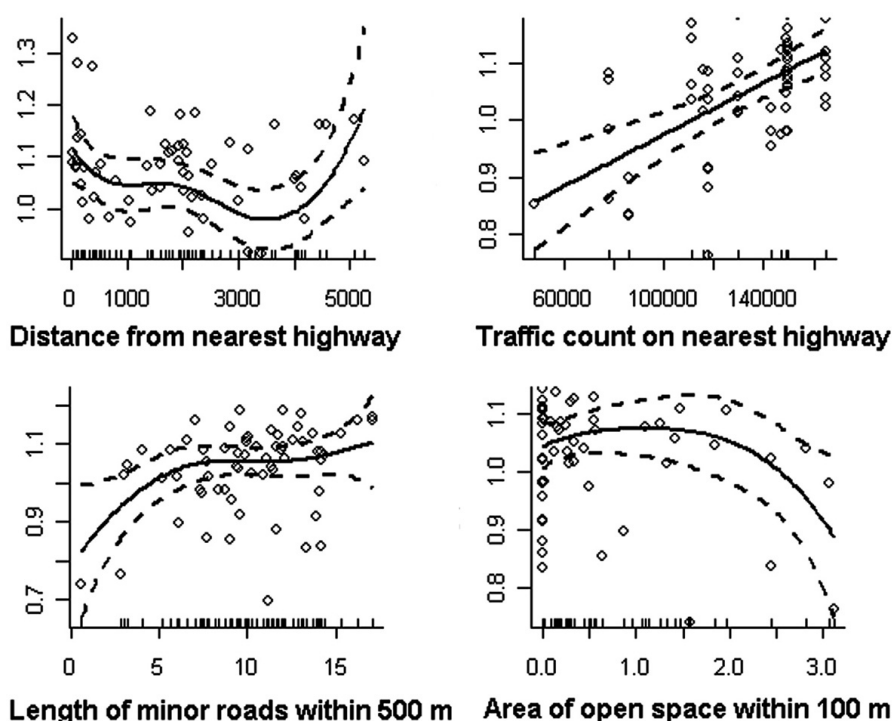 1.3
1.2
1.1
1.0
0 1000 3000 5000
Distance from nearest highway
1.1
1.0
0.9
0.8
60000 100000 140000
Traffic count on nearest highway
1.1
0.9
0.7
0 5 10 15
Length of minor roads within 500 m
1.1
1.0
0.9
0.8
0.0 1.0 2.0 3.0
Area of open space within 100 m